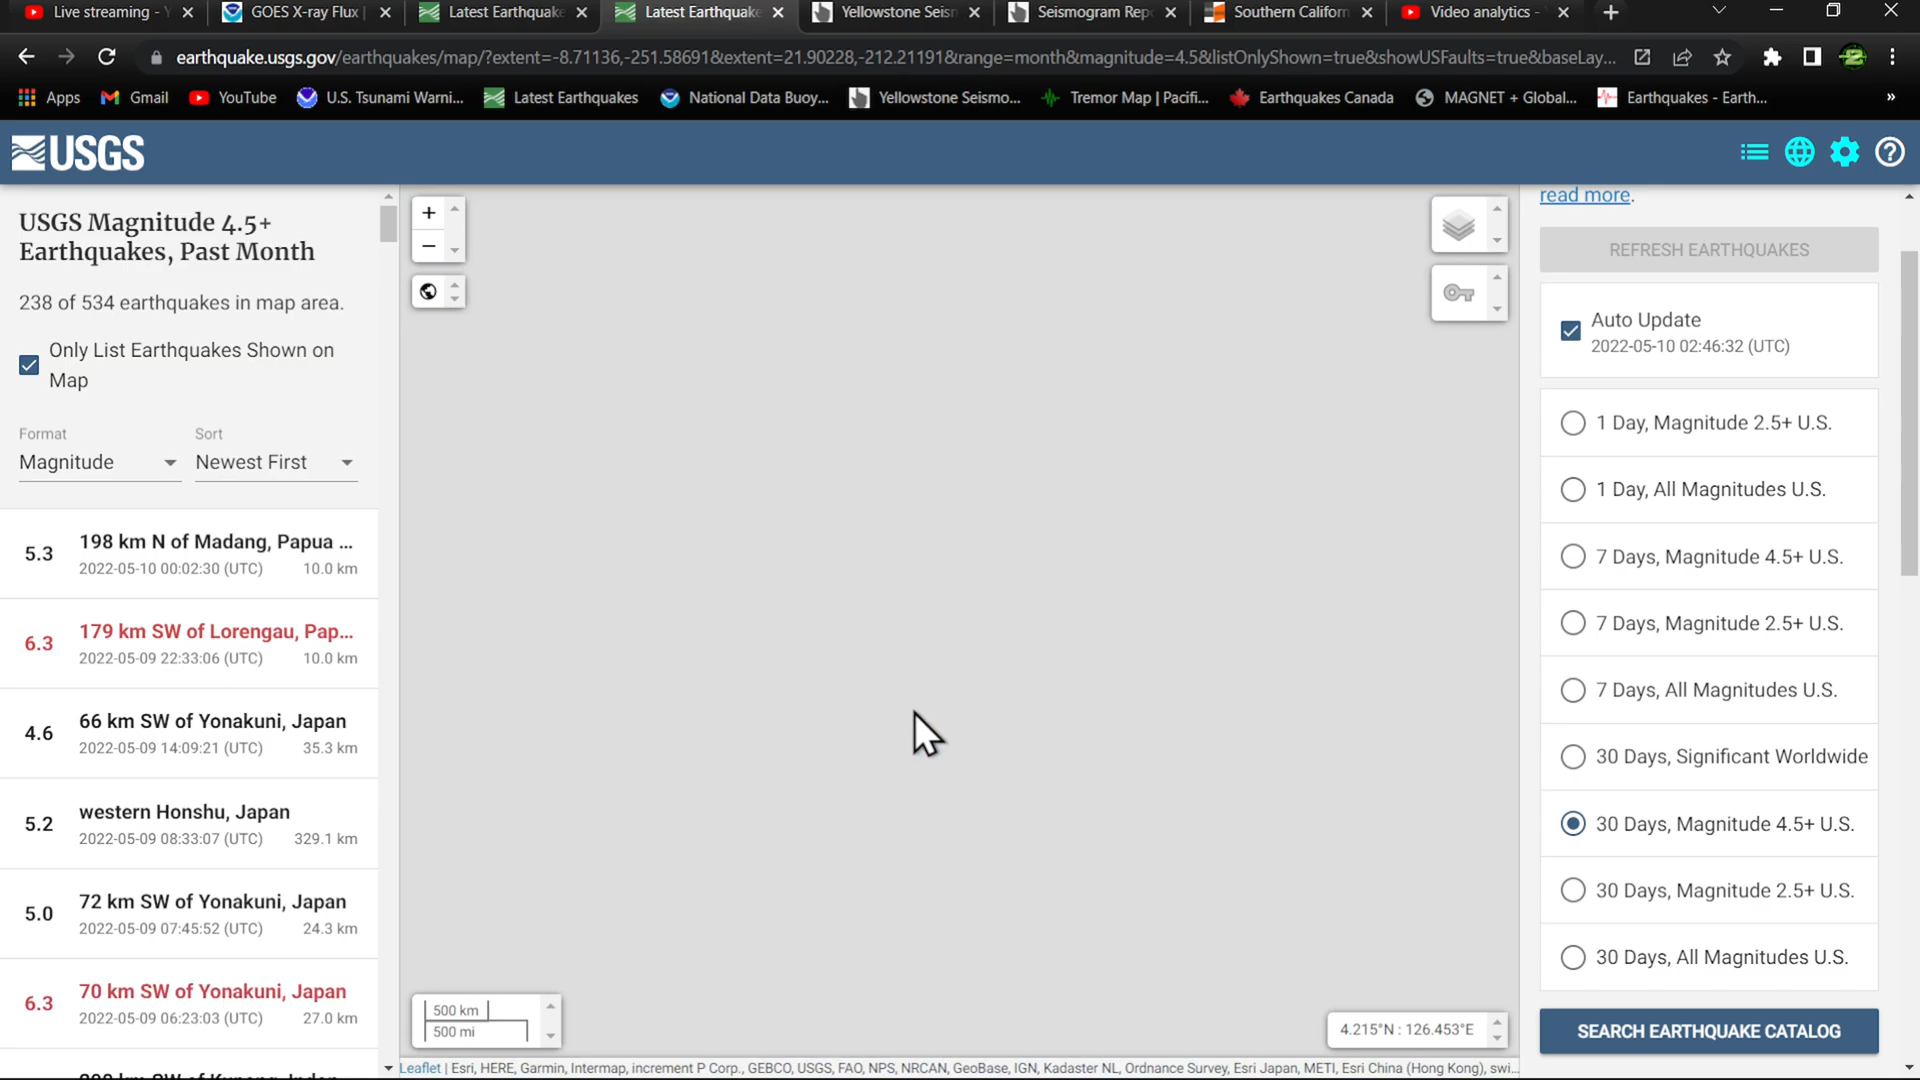 Live streaming - Y
GOES X-ray Flux |
Latest Earthquake
Latest Earthquake
Yellowstone Seism
Seismogram Repo
Southern Californ
Video analytics -
earthquake.usgs.gov/earthquakes/map/?extent=-8.71136,-251.58691&extent=21.90228,-212.21191&range=month&magnitude=4.5&listOnlyShown=true&showUSFaults=true&baseLay...
Apps
Gmail
YouTube
U.S. Tsunami Warni...
Latest Earthquakes
National Data Buoy...
Yellowstone Seismo...
Tremor Map | Pacifi...
Earthquakes Canada
MAGNET + Global...
Earthquakes - Earth...
»
USGS
USGS Magnitude 4.5+
Earthquakes, Past Month
238 of 534 earthquakes in map area.
Only List Earthquakes Shown on
Map
Format
Sort
Magnitude
Newest First
5.3
198 km N of Madang, Papua ...
2022-05-10 00:02:30 (UTC)
10.0 km
6.3
179 km SW of Lorengau, Pap...
2022-05-09 22:33:06 (UTC)
10.0 km
4.6
66 km SW of Yonakuni, Japan
2022-05-09 14:09:21 (UTC)
35.3 km
5.2
western Honshu, Japan
2022-05-09 08:33:07 (UTC)
329.1 km
5.0
72 km SW of Yonakuni, Japan
2022-05-09 07:45:52 (UTC)
24.3 km
6.3
70 km SW of Yonakuni, Japan
2022-05-09 06:23:03 (UTC)
27.0 km
+
−
500 km
500 mi
4.215°N : 126.453°E
Leaflet | Esri, HERE, Garmin, Intermap, increment P Corp., GEBCO, USGS, FAO, NPS, NRCAN, GeoBase, IGN, Kadaster NL, Ordnance Survey, Esri Japan, METI, Esri China (Hong Kong), swi...
read more.
REFRESH EARTHQUAKES
Auto Update
2022-05-10 02:46:32 (UTC)
1 Day, Magnitude 2.5+ U.S.
1 Day, All Magnitudes U.S.
7 Days, Magnitude 4.5+ U.S.
7 Days, Magnitude 2.5+ U.S.
7 Days, All Magnitudes U.S.
30 Days, Significant Worldwide
30 Days, Magnitude 4.5+ U.S.
30 Days, Magnitude 2.5+ U.S.
30 Days, All Magnitudes U.S.
SEARCH EARTHQUAKE CATALOG